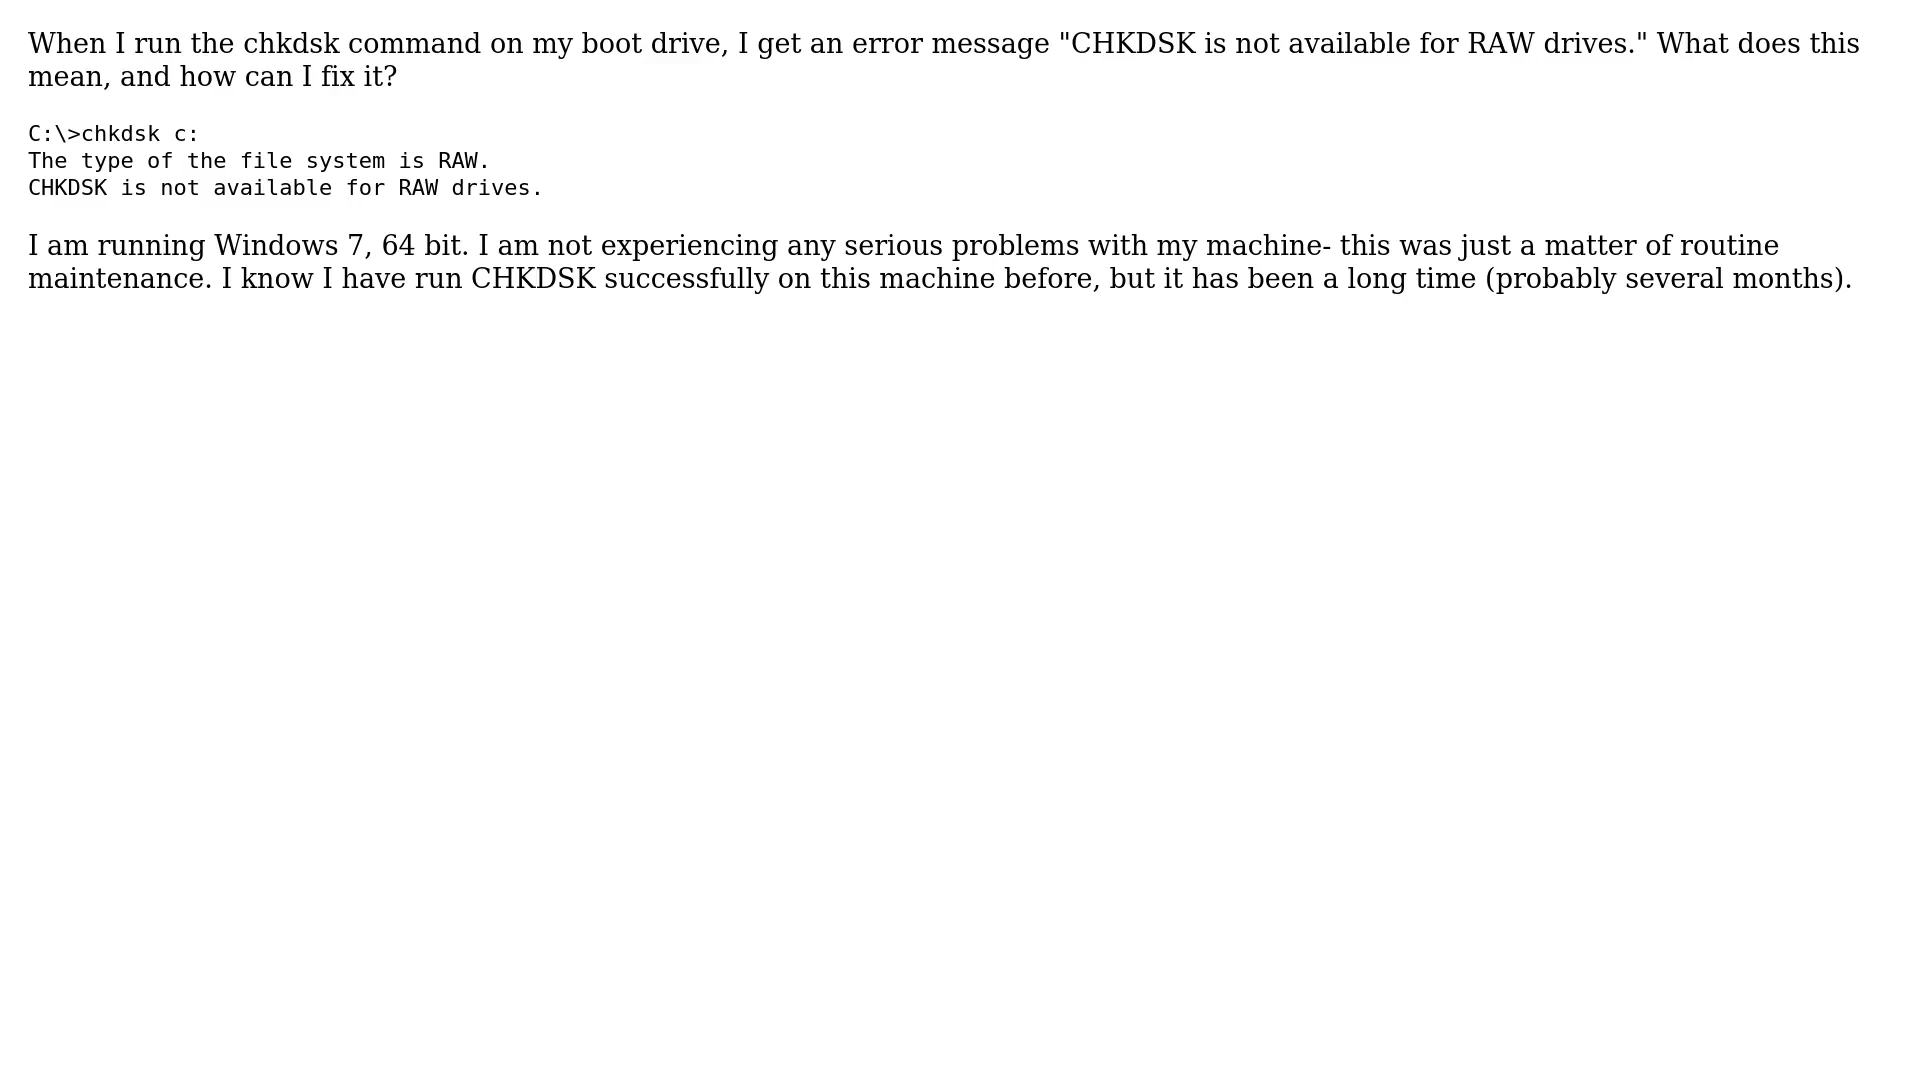 When I run the chkdsk command on my boot drive, I get an error message "CHKDSK is not available for RAW drives." What does this
mean, and how can I fix it?
C:\>chkdsk c:
The type of the file system is RAW.
CHKDSK is not available for RAW drives.
I am running Windows 7, 64 bit. I am not experiencing any serious problems with my machine- this was just a matter of routine
maintenance. I know I have run CHKDSK successfully on this machine before, but it has been a long time (probably several months).